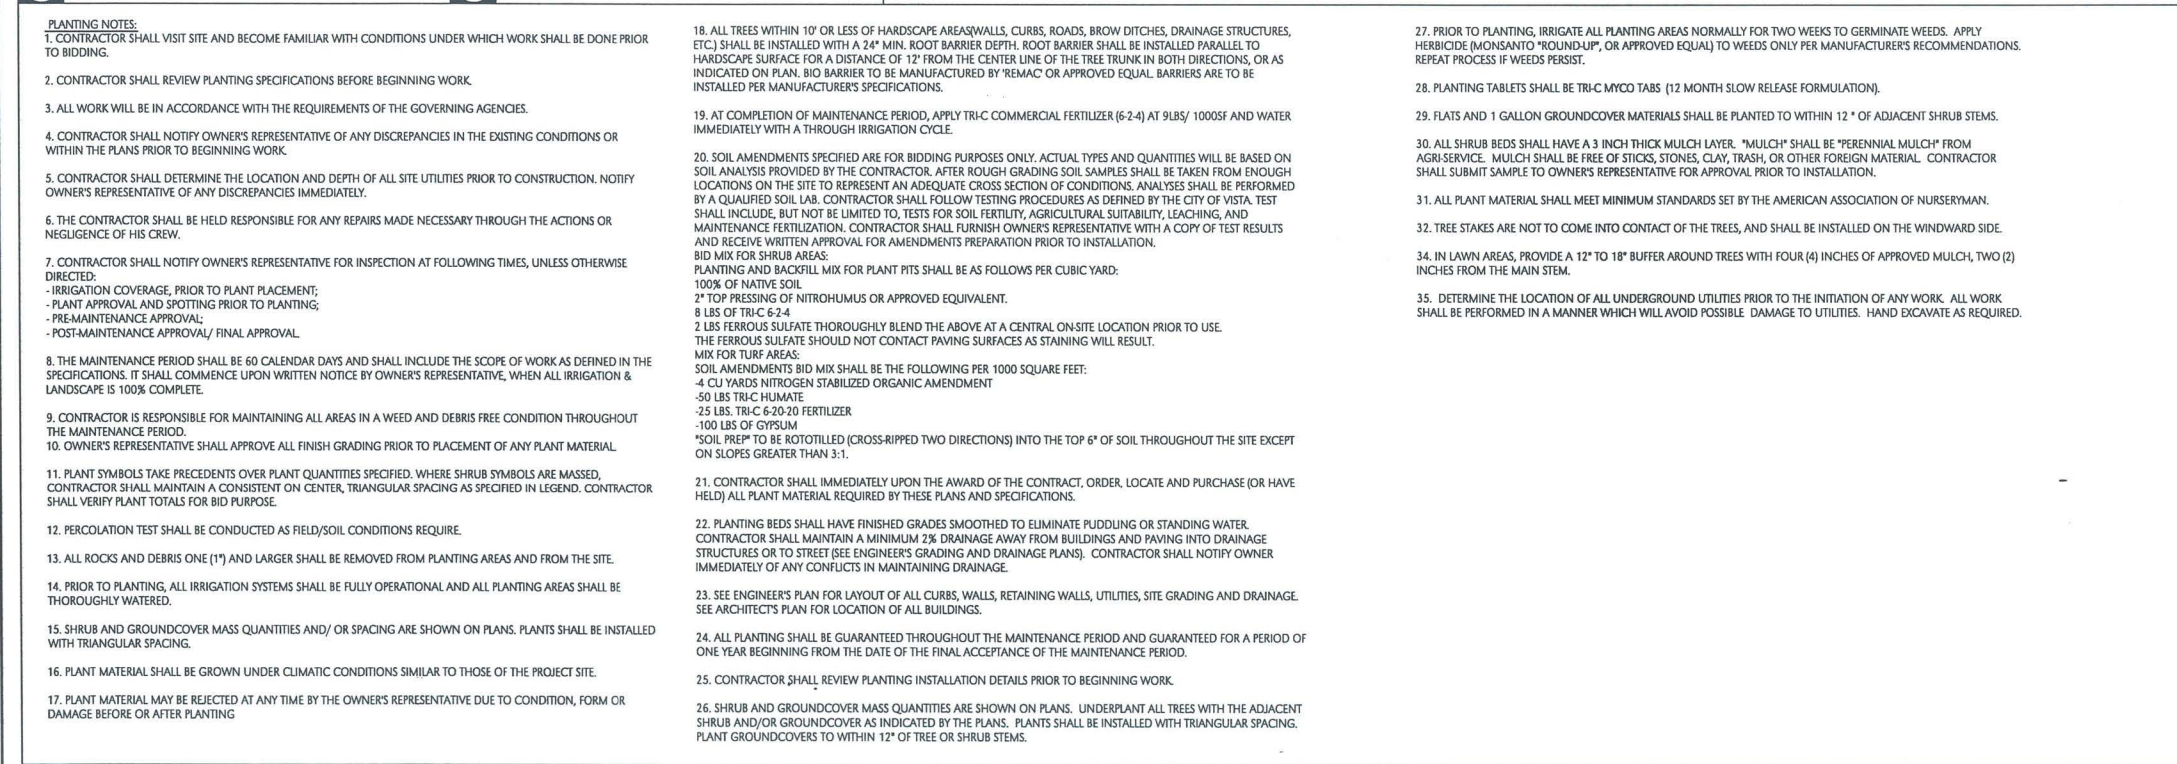 PLANTING NOTES:
1. CONTRACTOR SHALL VISIT SITE AND BECOME FAMILIAR WITH CONDITIONS UNDER WHICH WORK SHALL BE DONE PRIOR
TO BIDDING.
2. CONTRACTOR SHALL REVIEW PLANTING SPECIFICATIONS BEFORE BEGINNING WORK.
3. ALL WORK WILL BE IN ACCORDANCE WITH THE REQUIREMENTS OF THE GOVERNING AGENCIES.
4. CONTRACTOR SHALL NOTIFY OWNER'S REPRESENTATIVE OF ANY DISCREPANCIES IN THE EXISTING CONDITIONS OR
WITHIN THE PLANS PRIOR TO BEGINNING WORK.
5. CONTRACTOR SHALL DETERMINE THE LOCATION AND DEPTH OF ALL SITE UTILITIES PRIOR TO CONSTRUCTION. NOTIFY
OWNER'S REPRESENTATIVE OF ANY DISCREPANCIES IMMEDIATELY.
6. THE CONTRACTOR SHALL BE HELD RESPONSIBLE FOR ANY REPAIRS MADE NECESSARY THROUGH THE ACTIONS OR
NEGLIGENCE OF HIS CREW.
7. CONTRACTOR SHALL NOTIFY OWNER'S REPRESENTATIVE FOR INSPECTION AT FOLLOWING TIMES, UNLESS OTHERWISE
DIRECTED:
- IRRIGATION COVERAGE, PRIOR TO PLANT PLACEMENT;
- PLANT APPROVAL AND SPOTTING PRIOR TO PLANTING;
- PRE-MAINTENANCE APPROVAL;
- POST-MAINTENANCE APPROVAL/ FINAL APPROVAL.
8. THE MAINTENANCE PERIOD SHALL BE 60 CALENDAR DAYS AND SHALL INCLUDE THE SCOPE OF WORK AS DEFINED IN THE
SPECIFICATIONS. IT SHALL COMMENCE UPON WRITTEN NOTICE BY OWNER'S REPRESENTATIVE, WHEN ALL IRRIGATION &
LANDSCAPE IS 100% COMPLETE.
9. CONTRACTOR IS RESPONSIBLE FOR MAINTAINING ALL AREAS IN A WEED AND DEBRIS FREE CONDITION THROUGHOUT
THE MAINTENANCE PERIOD.
10. OWNER'S REPRESENTATIVE SHALL APPROVE ALL FINISH GRADING PRIOR TO PLACEMENT OF ANY PLANT MATERIAL.
11. PLANT SYMBOLS TAKE PRECEDENTS OVER PLANT QUANTITIES SPECIFIED. WHERE SHRUB SYMBOLS ARE MASSED,
CONTRACTOR SHALL MAINTAIN A CONSISTENT ON CENTER, TRIANGULAR SPACING AS SPECIFIED IN LEGEND. CONTRACTOR
SHALL VERIFY PLANT TOTALS FOR BID PURPOSE.
12. PERCOLATION TEST SHALL BE CONDUCTED AS FIELD/SOIL CONDITIONS REQUIRE.
13. ALL ROCKS AND DEBRIS ONE (1") AND LARGER SHALL BE REMOVED FROM PLANTING AREAS AND FROM THE SITE.
14. PRIOR TO PLANTING, ALL IRRIGATION SYSTEMS SHALL BE FULLY OPERATIONAL AND ALL PLANTING AREAS SHALL BE
THOROUGHLY WATERED.
15. SHRUB AND GROUNDCOVER MASS QUANTITIES AND/ OR SPACING ARE SHOWN ON PLANS. PLANTS SHALL BE INSTALLED
WITH TRIANGULAR SPACING.
16. PLANT MATERIAL SHALL BE GROWN UNDER CLIMATIC CONDITIONS SIMILAR TO THOSE OF THE PROJECT SITE.
17. PLANT MATERIAL MAY BE REJECTED AT ANY TIME BY THE OWNER'S REPRESENTATIVE DUE TO CONDITION, FORM OR
DAMAGE BEFORE OR AFTER PLANTING
18. ALL TREES WITHIN 10' OR LESS OF HARDSCAPE AREAS(WALLS, CURBS, ROADS, BROW DITCHES, DRAINAGE STRUCTURES,
ETC.) SHALL BE INSTALLED WITH A 24" MIN. ROOT BARRIER DEPTH. ROOT BARRIER SHALL BE INSTALLED PARALLEL TO
HARDSCAPE SURFACE FOR A DISTANCE OF 12' FROM THE CENTER LINE OF THE TREE TRUNK IN BOTH DIRECTIONS, OR AS
INDICATED ON PLAN. BIO BARRIER TO BE MANUFACTURED BY 'REMAC' OR APPROVED EQUAL. BARRIERS ARE TO BE
INSTALLED PER MANUFACTURER'S SPECIFICATIONS.
19. AT COMPLETION OF MAINTENANCE PERIOD, APPLY TRI-C COMMERCIAL FERTILIZER (6-2-4) AT 9LBS/ 1000SF AND WATER
IMMEDIATELY WITH A THROUGH IRRIGATION CYCLE.
20. SOIL AMENDMENTS SPECIFIED ARE FOR BIDDING PURPOSES ONLY. ACTUAL TYPES AND QUANTITIES WILL BE BASED ON
SOIL ANALYSIS PROVIDED BY THE CONTRACTOR. AFTER ROUGH GRADING SOIL SAMPLES SHALL BE TAKEN FROM ENOUGH
LOCATIONS ON THE SITE TO REPRESENT AN ADEQUATE CROSS SECTION OF CONDITIONS. ANALYSES SHALL BE PERFORMED
BY A QUALIFIED SOIL LAB. CONTRACTOR SHALL FOLLOW TESTING PROCEDURES AS DEFINED BY THE CITY OF VISTA. TEST
SHALL INCLUDE, BUT NOT BE LIMITED TO, TESTS FOR SOIL FERTILITY, AGRICULTURAL SUITABILITY, LEACHING, AND
MAINTENANCE FERTILIZATION. CONTRACTOR SHALL FURNISH OWNER'S REPRESENTATIVE WITH A COPY OF TEST RESULTS
AND RECEIVE WRITTEN APPROVAL FOR AMENDMENTS PREPARATION PRIOR TO INSTALLATION.
BID MIX FOR SHRUB AREAS:
PLANTING AND BACKFILL MIX FOR PLANT PITS SHALL BE AS FOLLOWS PER CUBIC YARD:
100% OF NATIVE SOIL
2" TOP PRESSING OF NITROHUMUS OR APPROVED EQUIVALENT.
8 LBS OF TRI-C 6-2-4
2 LBS FERROUS SULFATE THOROUGHLY BLEND THE ABOVE AT A CENTRAL ON-SITE LOCATION PRIOR TO USE.
THE FERROUS SULFATE SHOULD NOT CONTACT PAVING SURFACES AS STAINING WILL RESULT.
MIX FOR TURF AREAS:
SOIL AMENDMENTS BID MIX SHALL BE THE FOLLOWING PER 1000 SQUARE FEET:
-4 CU YARDS NITROGEN STABILIZED ORGANIC AMENDMENT
-50 LBS TRI-C HUMATE
-25 LBS. TRI-C 6-20-20 FERTILIZER
-100 LBS OF GYPSUM
"SOIL PREP" TO BE ROTOTILLED (CROSS-RIPPED TWO DIRECTIONS) INTO THE TOP 6" OF SOIL THROUGHOUT THE SITE EXCEPT
ON SLOPES GREATER THAN 3:1.
21. CONTRACTOR SHALL IMMEDIATELY UPON THE AWARD OF THE CONTRACT, ORDER, LOCATE AND PURCHASE (OR HAVE
HELD) ALL PLANT MATERIAL REQUIRED BY THESE PLANS AND SPECIFICATIONS.
22. PLANTING BEDS SHALL HAVE FINISHED GRADES SMOOTHED TO ELIMINATE PUDDLING OR STANDING WATER.
CONTRACTOR SHALL MAINTAIN A MINIMUM 2% DRAINAGE AWAY FROM BUILDINGS AND PAVING INTO DRAINAGE
STRUCTURES OR TO STREET (SEE ENGINEER'S GRADING AND DRAINAGE PLANS). CONTRACTOR SHALL NOTIFY OWNER
IMMEDIATELY OF ANY CONFLICTS IN MAINTAINING DRAINAGE.
23. SEE ENGINEER'S PLAN FOR LAYOUT OF ALL CURBS, WALLS, RETAINING WALLS, UTILITIES, SITE GRADING AND DRAINAGE.
SEE ARCHITECT'S PLAN FOR LOCATION OF ALL BUILDINGS.
24. ALL PLANTING SHALL BE GUARANTEED THROUGHOUT THE MAINTENANCE PERIOD AND GUARANTEED FOR A PERIOD OF
ONE YEAR BEGINNING FROM THE DATE OF THE FINAL ACCEPTANCE OF THE MAINTENANCE PERIOD.
25. CONTRACTOR SHALL REVIEW PLANTING INSTALLATION DETAILS PRIOR TO BEGINNING WORK.
26. SHRUB AND GROUNDCOVER MASS QUANTITIES ARE SHOWN ON PLANS. UNDERPLANT ALL TREES WITH THE ADJACENT
SHRUB AND/OR GROUNDCOVER AS INDICATED BY THE PLANS. PLANTS SHALL BE INSTALLED WITH TRIANGULAR SPACING.
PLANT GROUNDCOVERS TO WITHIN 12" OF TREE OR SHRUB STEMS.
27. PRIOR TO PLANTING, IRRIGATE ALL PLANTING AREAS NORMALLY FOR TWO WEEKS TO GERMINATE WEEDS. APPLY
HERBICIDE (MONSANTO "ROUND-UP", OR APPROVED EQUAL) TO WEEDS ONLY PER MANUFACTURER'S RECOMMENDATIONS.
REPEAT PROCESS IF WEEDS PERSIST.
28. PLANTING TABLETS SHALL BE TRI-C MYCO TABS (12 MONTH SLOW RELEASE FORMULATION).
29. FLATS AND 1 GALLON GROUNDCOVER MATERIALS SHALL BE PLANTED TO WITHIN 12 " OF ADJACENT SHRUB STEMS.
30. ALL SHRUB BEDS SHALL HAVE A 3 INCH THICK MULCH LAYER. "MULCH" SHALL BE "PERENNIAL MULCH" FROM
AGRI-SERVICE. MULCH SHALL BE FREE OF STICKS, STONES, CLAY, TRASH, OR OTHER FOREIGN MATERIAL. CONTRACTOR
SHALL SUBMIT SAMPLE TO OWNER'S REPRESENTATIVE FOR APPROVAL PRIOR TO INSTALLATION.
31. ALL PLANT MATERIAL SHALL MEET MINIMUM STANDARDS SET BY THE AMERICAN ASSOCIATION OF NURSERYMAN.
32. TREE STAKES ARE NOT TO COME INTO CONTACT OF THE TREES, AND SHALL BE INSTALLED ON THE WINDWARD SIDE.
34. IN LAWN AREAS, PROVIDE A 12" TO 18" BUFFER AROUND TREES WITH FOUR (4) INCHES OF APPROVED MULCH, TWO (2)
INCHES FROM THE MAIN STEM.
35. DETERMINE THE LOCATION OF ALL UNDERGROUND UTILITIES PRIOR TO THE INITIATION OF ANY WORK. ALL WORK
SHALL BE PERFORMED IN A MANNER WHICH WILL AVOID POSSIBLE DAMAGE TO UTILITIES. HAND EXCAVATE AS REQUIRED.